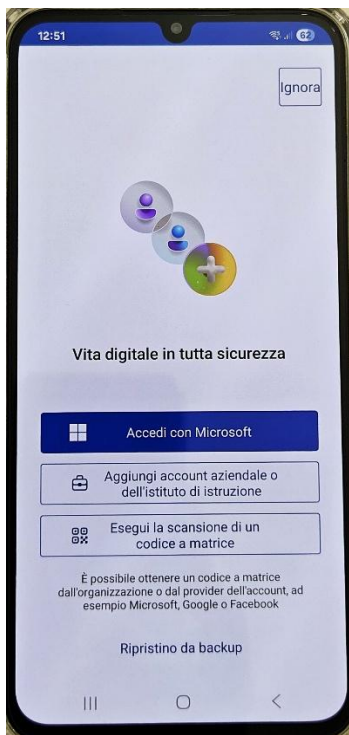 12:51
62
Ignora
Vita digitale in tutta sicurezza
Accedi con Microsoft
Aggiungi account aziendale o
dell'istituto di istruzione
Esegui la scansione di un
codice a matrice
È possibile ottenere un codice a matrice
dall'organizzazione o dal provider dell'account, ad
esempio Microsoft, Google o Facebook
Ripristino da backup